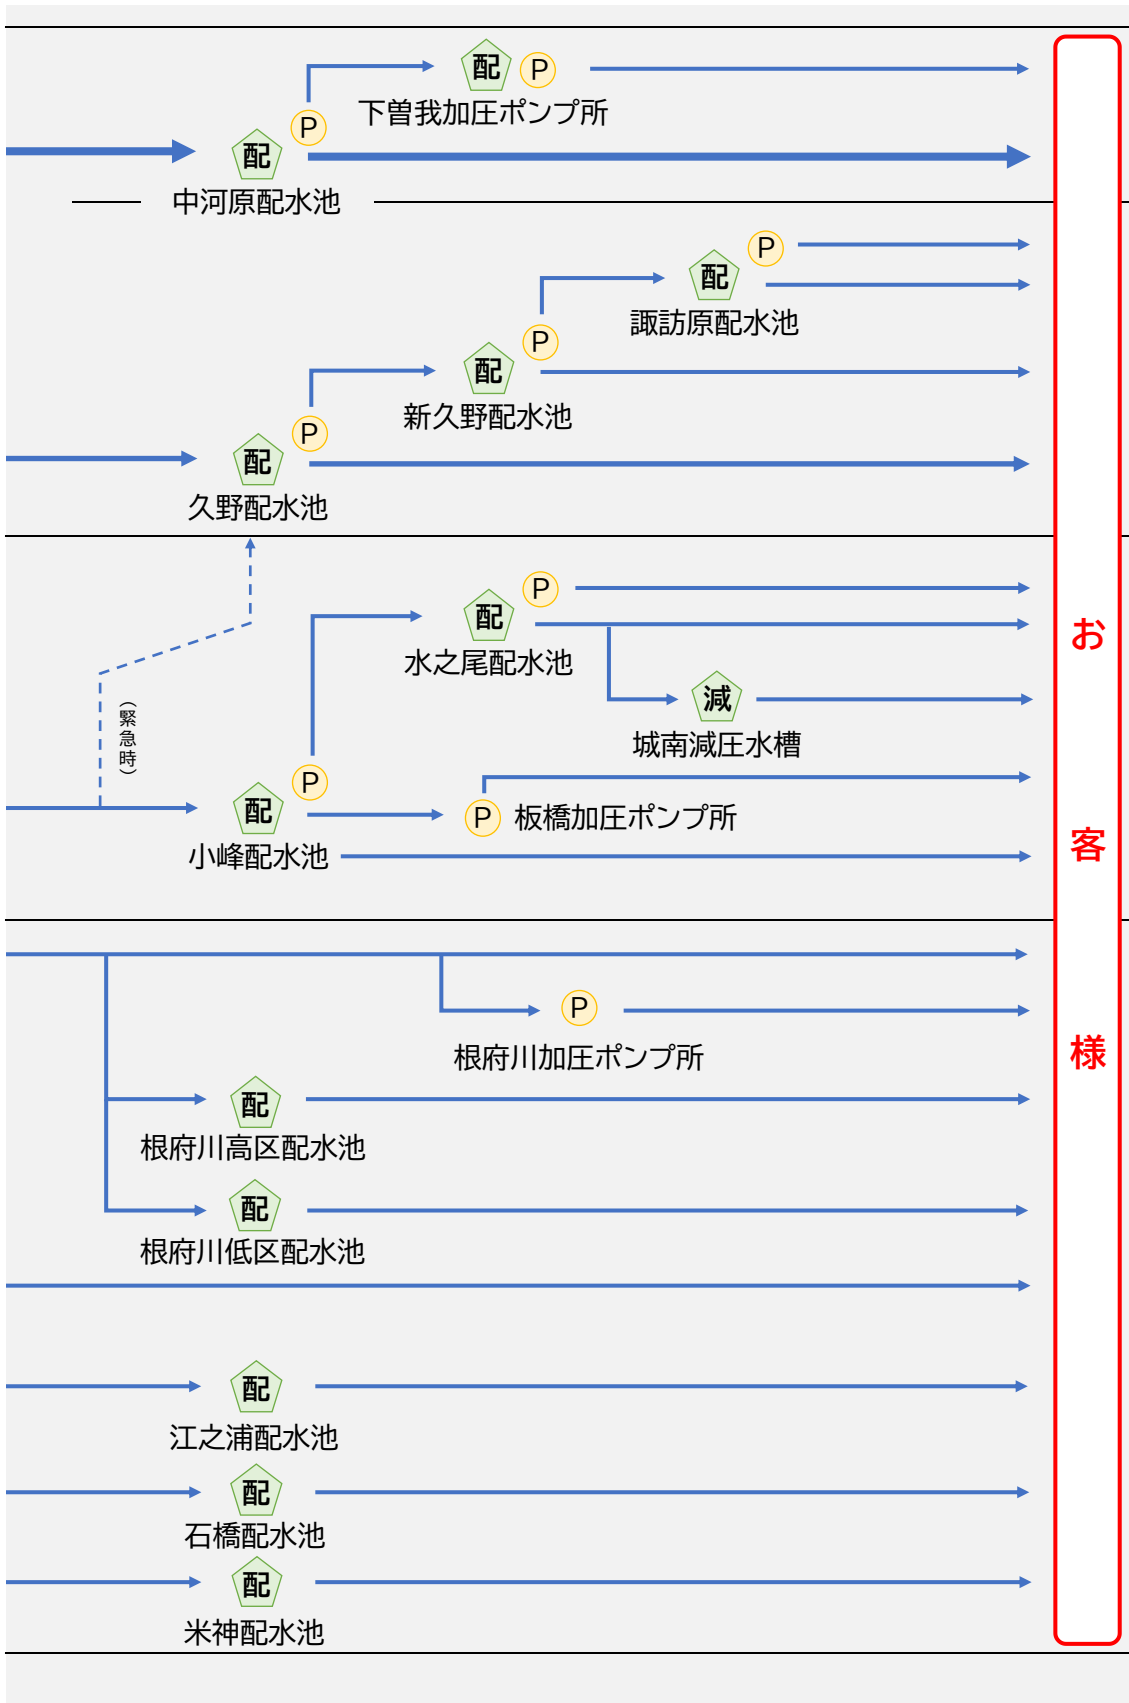 配 P
下曽我加圧ポンプ所
P
配
中河原配水池
P
配
諏訪原配水池
P
配
新久野配水池
P
配
久野配水池
P
配
水之尾配水池
減
城南減圧水槽
（緊急時）
P
配
P 板橋加圧ポンプ所
小峰配水池
P
根府川加圧ポンプ所
配
根府川高区配水池
配
根府川低区配水池
配
江之浦配水池
配
石橋配水池
配
米神配水池
お客様